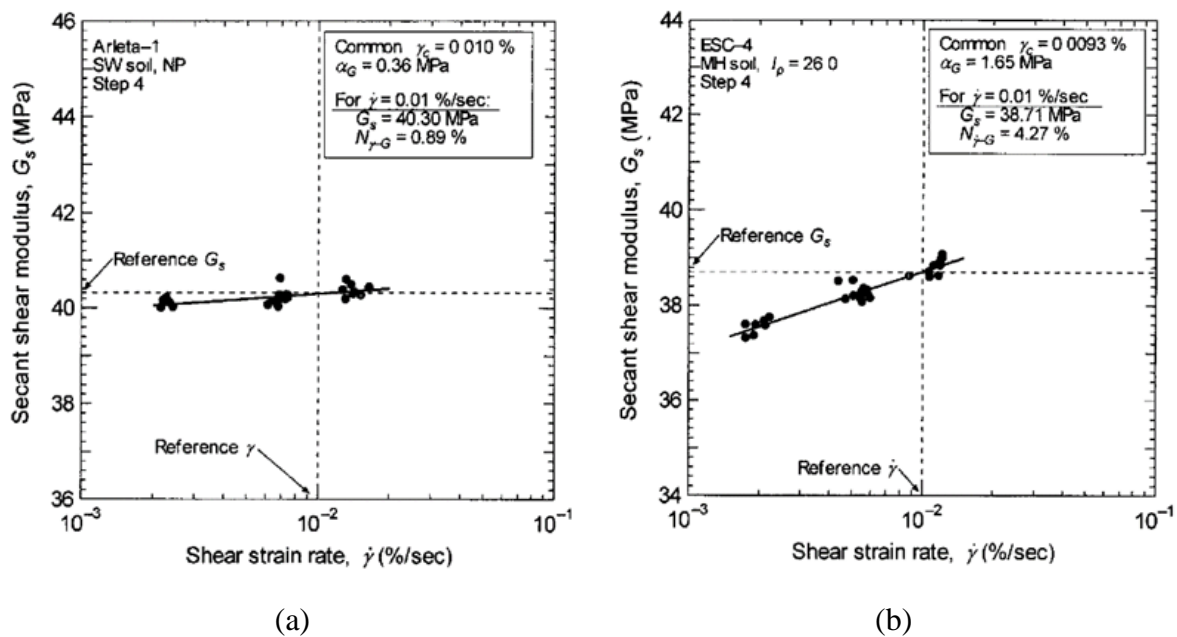 Arleta–1
SW soil, NP
Step 4
Common γc = 0 010 %
αG = 0.36 MPa
For γ̇ = 0.01 %/sec:
Gs = 40.30 MPa
Nγ̇–G = 0.89 %
Secant shear modulus, Gs (MPa)
46
44
42
40
38
36
Reference Gs
Reference γ
10⁻³
10⁻²
10⁻¹
Shear strain rate, γ̇ (%/sec)
(a)
ESC–4
MH soil, Iρ = 26 0
Step 4
Common γc = 0 0093 %
αG = 1.65 MPa
For γ̇ = 0.01 %/sec
Gs = 38.71 MPa
Nγ̇–G = 4.27 %
Secant shear modulus, Gs (MPa)
44
42
40
38
36
34
Reference Gs
Reference γ̇
10⁻³
10⁻²
10⁻¹
Shear strain rate, γ̇ (%/sec)
(b)